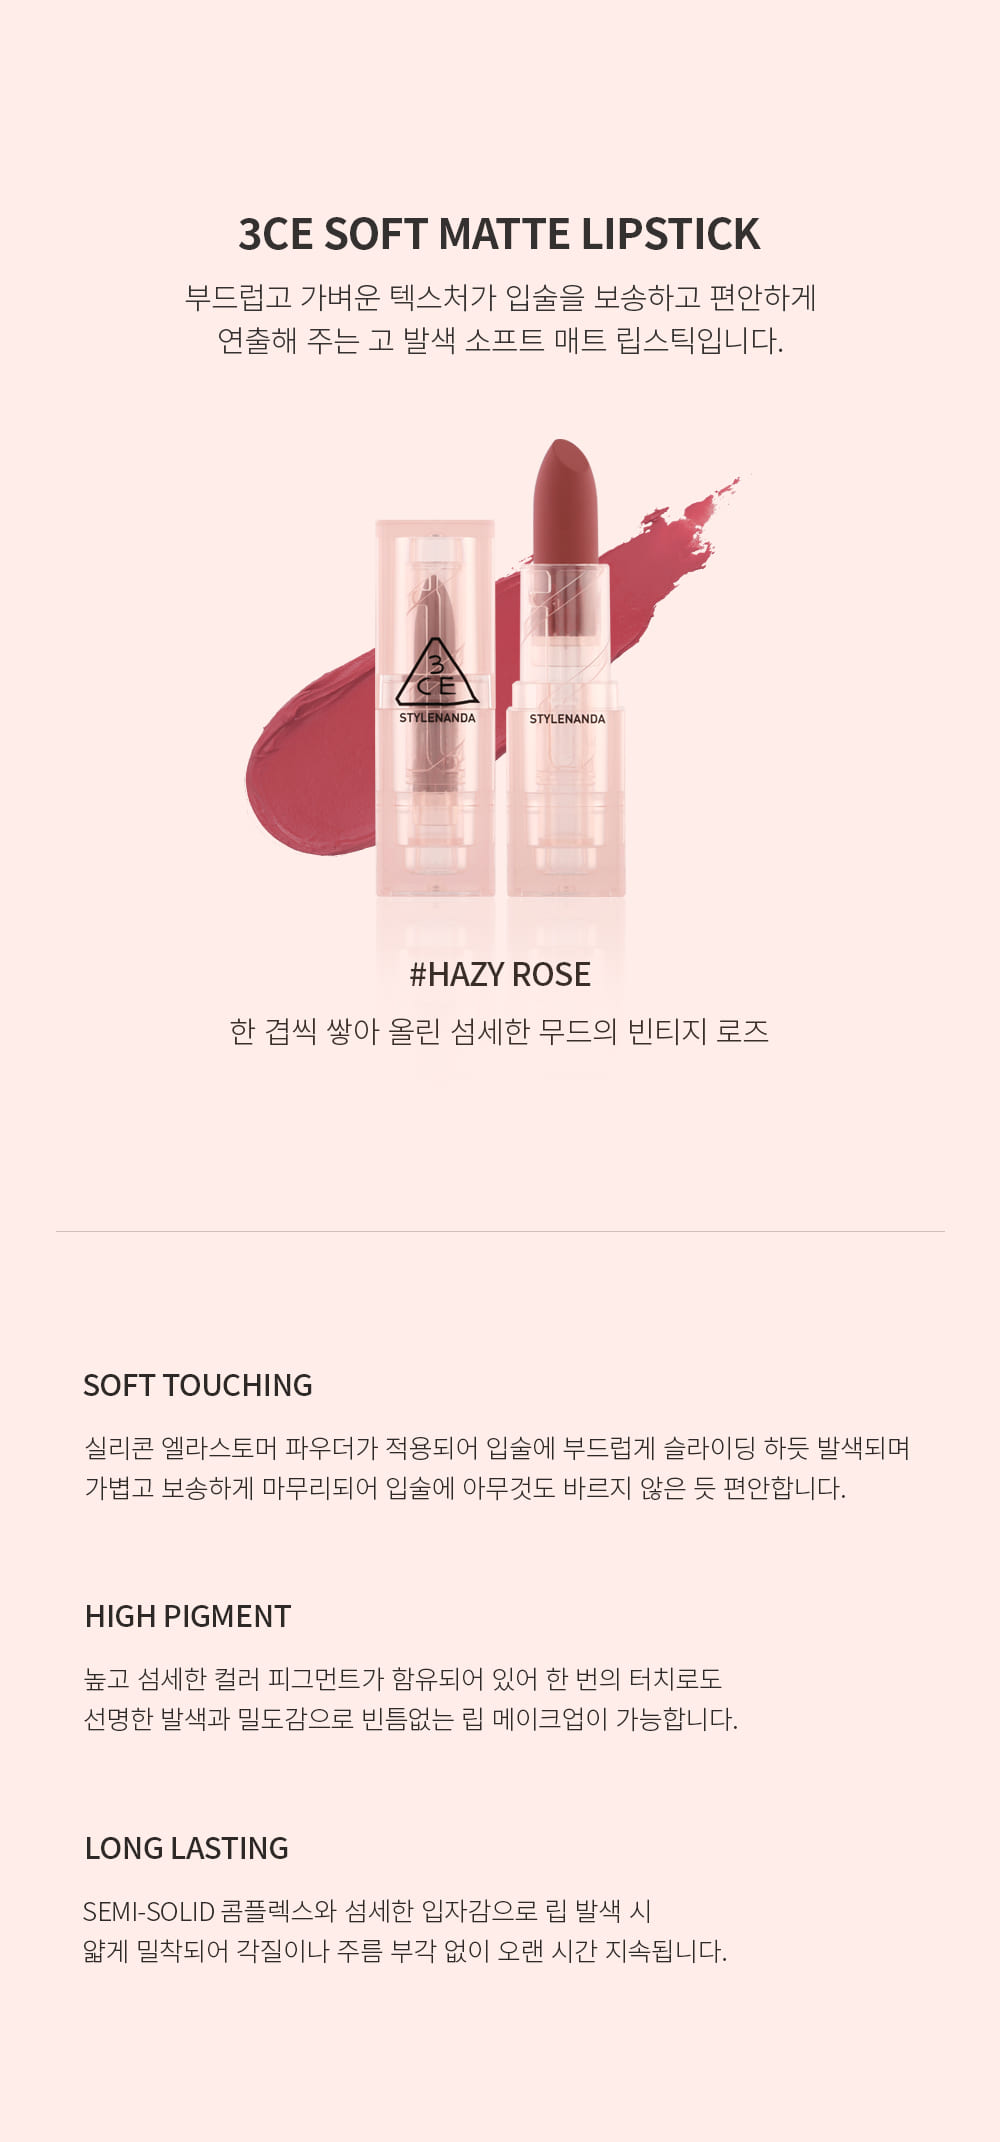 3CE SOFT MATTE LIPSTICK
부드럽고 가벼운 텍스처가 입술을 보송하고 편안하게
연출해 주는 고 발색 소프트 매트 립스틱입니다.
3
CE
STYLENANDA
STYLENANDA
#HAZY ROSE
한 겹씩 쌓아 올린 섬세한 무드의 빈티지 로즈
SOFT TOUCHING
실리콘 엘라스토머 파우더가 적용되어 입술에 부드럽게 슬라이딩 하듯 발색되며
가볍고 보송하게 마무리되어 입술에 아무것도 바르지 않은 듯 편안합니다.
HIGH PIGMENT
높고 섬세한 컬러 피그먼트가 함유되어 있어 한 번의 터치로도
선명한 발색과 밀도감으로 빈틈없는 립 메이크업이 가능합니다.
LONG LASTING
SEMI-SOLID 콤플렉스와 섬세한 입자감으로 립 발색 시
얇게 밀착되어 각질이나 주름 부각 없이 오랜 시간 지속됩니다.